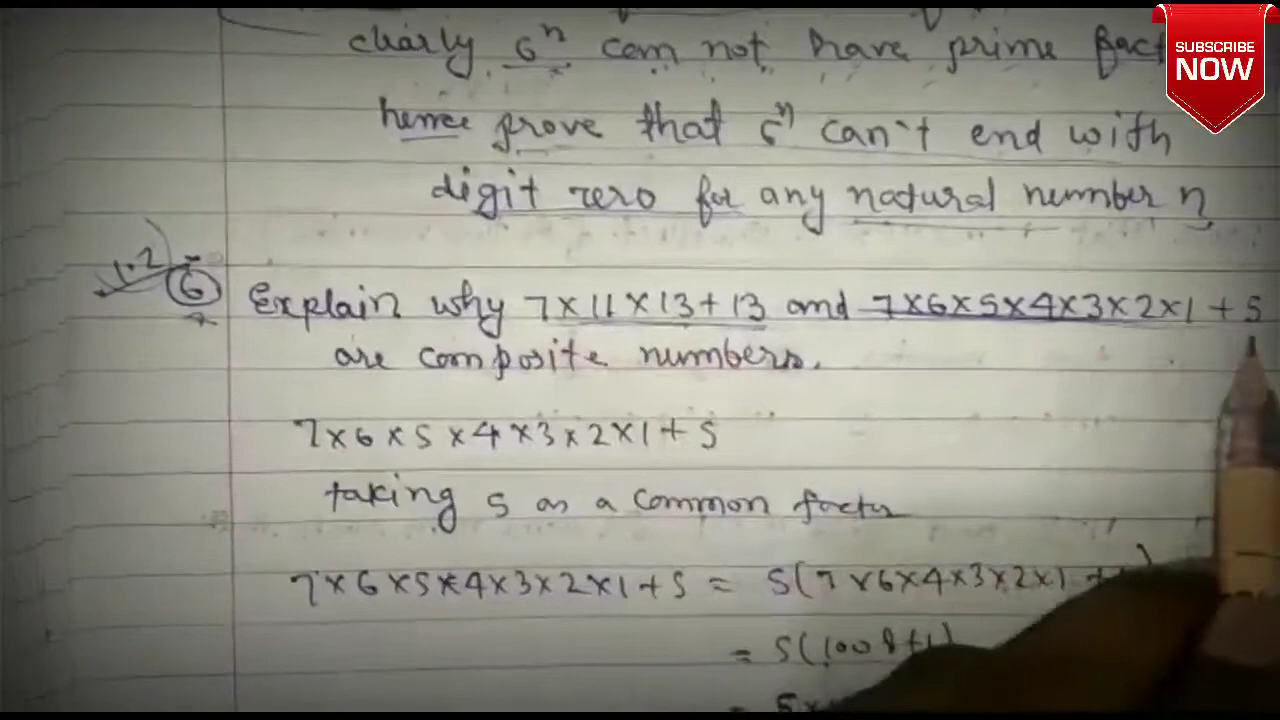 clearly 6ⁿ can not have prime fact
hence prove that 6ⁿ can't end with
digit zero for any natural number n
1.2
6 Explain why 7×11×13+13 and 7×6×5×4×3×2×1+5
are composite numbers.
7×6×5×4×3×2×1+5
taking 5 as a common factor
7×6×5×4×3×2×1+5 = 5(7×6×4×3×2×1+1)
= 5(1008+1)
= 5×
SUBSCRIBE
NOW